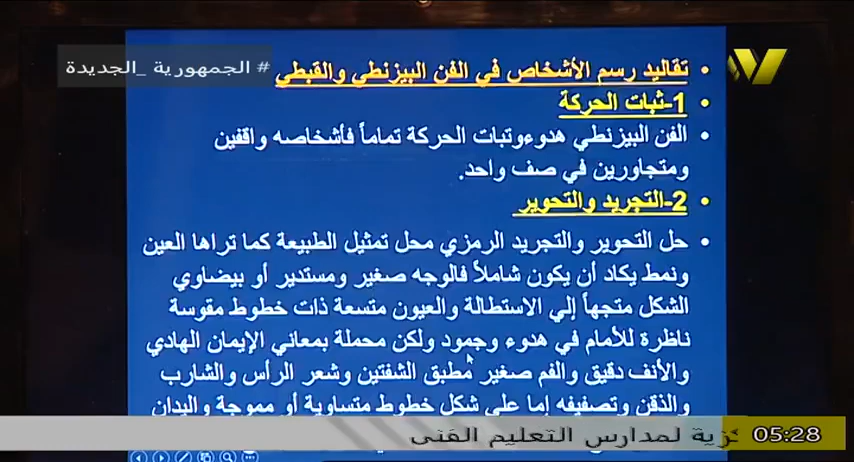 # الجمهورية _الجديدة
• تقاليد رسم الأشخاص في الفن البيزنطي والقبطي
• 1-ثبات الحركة
• الفن البيزنطي هدوءوتبات الحركة تماماً فأشخاصه واقفين
ومتجاورين في صف واحد.
• 2-التجريد والتحوير
• حل التحوير والتجريد الرمزي محل تمثيل الطبيعة كما تراها العين
ونمط يكاد أن يكون شاملاً فالوجه صغير ومستدير أو بيضاوي
الشكل متجهاً إلي الاستطالة والعيون متسعة ذات خطوط مقوسة
ناظرة للأمام في هدوء وجمود ولكن محملة بمعاني الإيمان الهادي
والأنف دقيق والفم صغير مطبق الشفتين وشعر الرأس والشارب
والذقن وتصفيفه إما على شكل خطوط متساوية أو مموجة واليدان
لمدارس التعليم الفنى
05:28